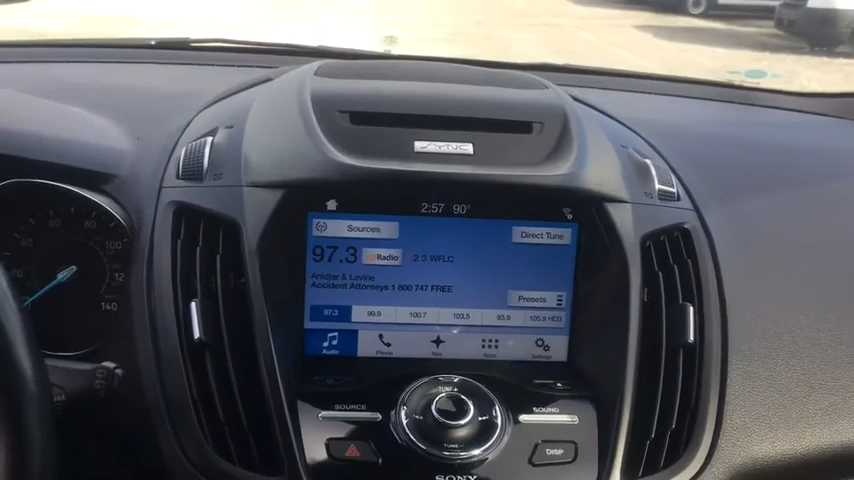 SYNC
2:57 90°
Sources
Direct Tune
97.3 Radio 2 3 WFLC
Anidjar & Levine
Accident Attorneys 1 800 747 FREE
Presets
97.3 99.9 100.7 103.5 93.9 105.9 HD3
Audio Phone Nav Apps Settings
60 80 100 120 140
40
TUNE+
SOURCE
SOUND
TUNE−
DISP
SONY